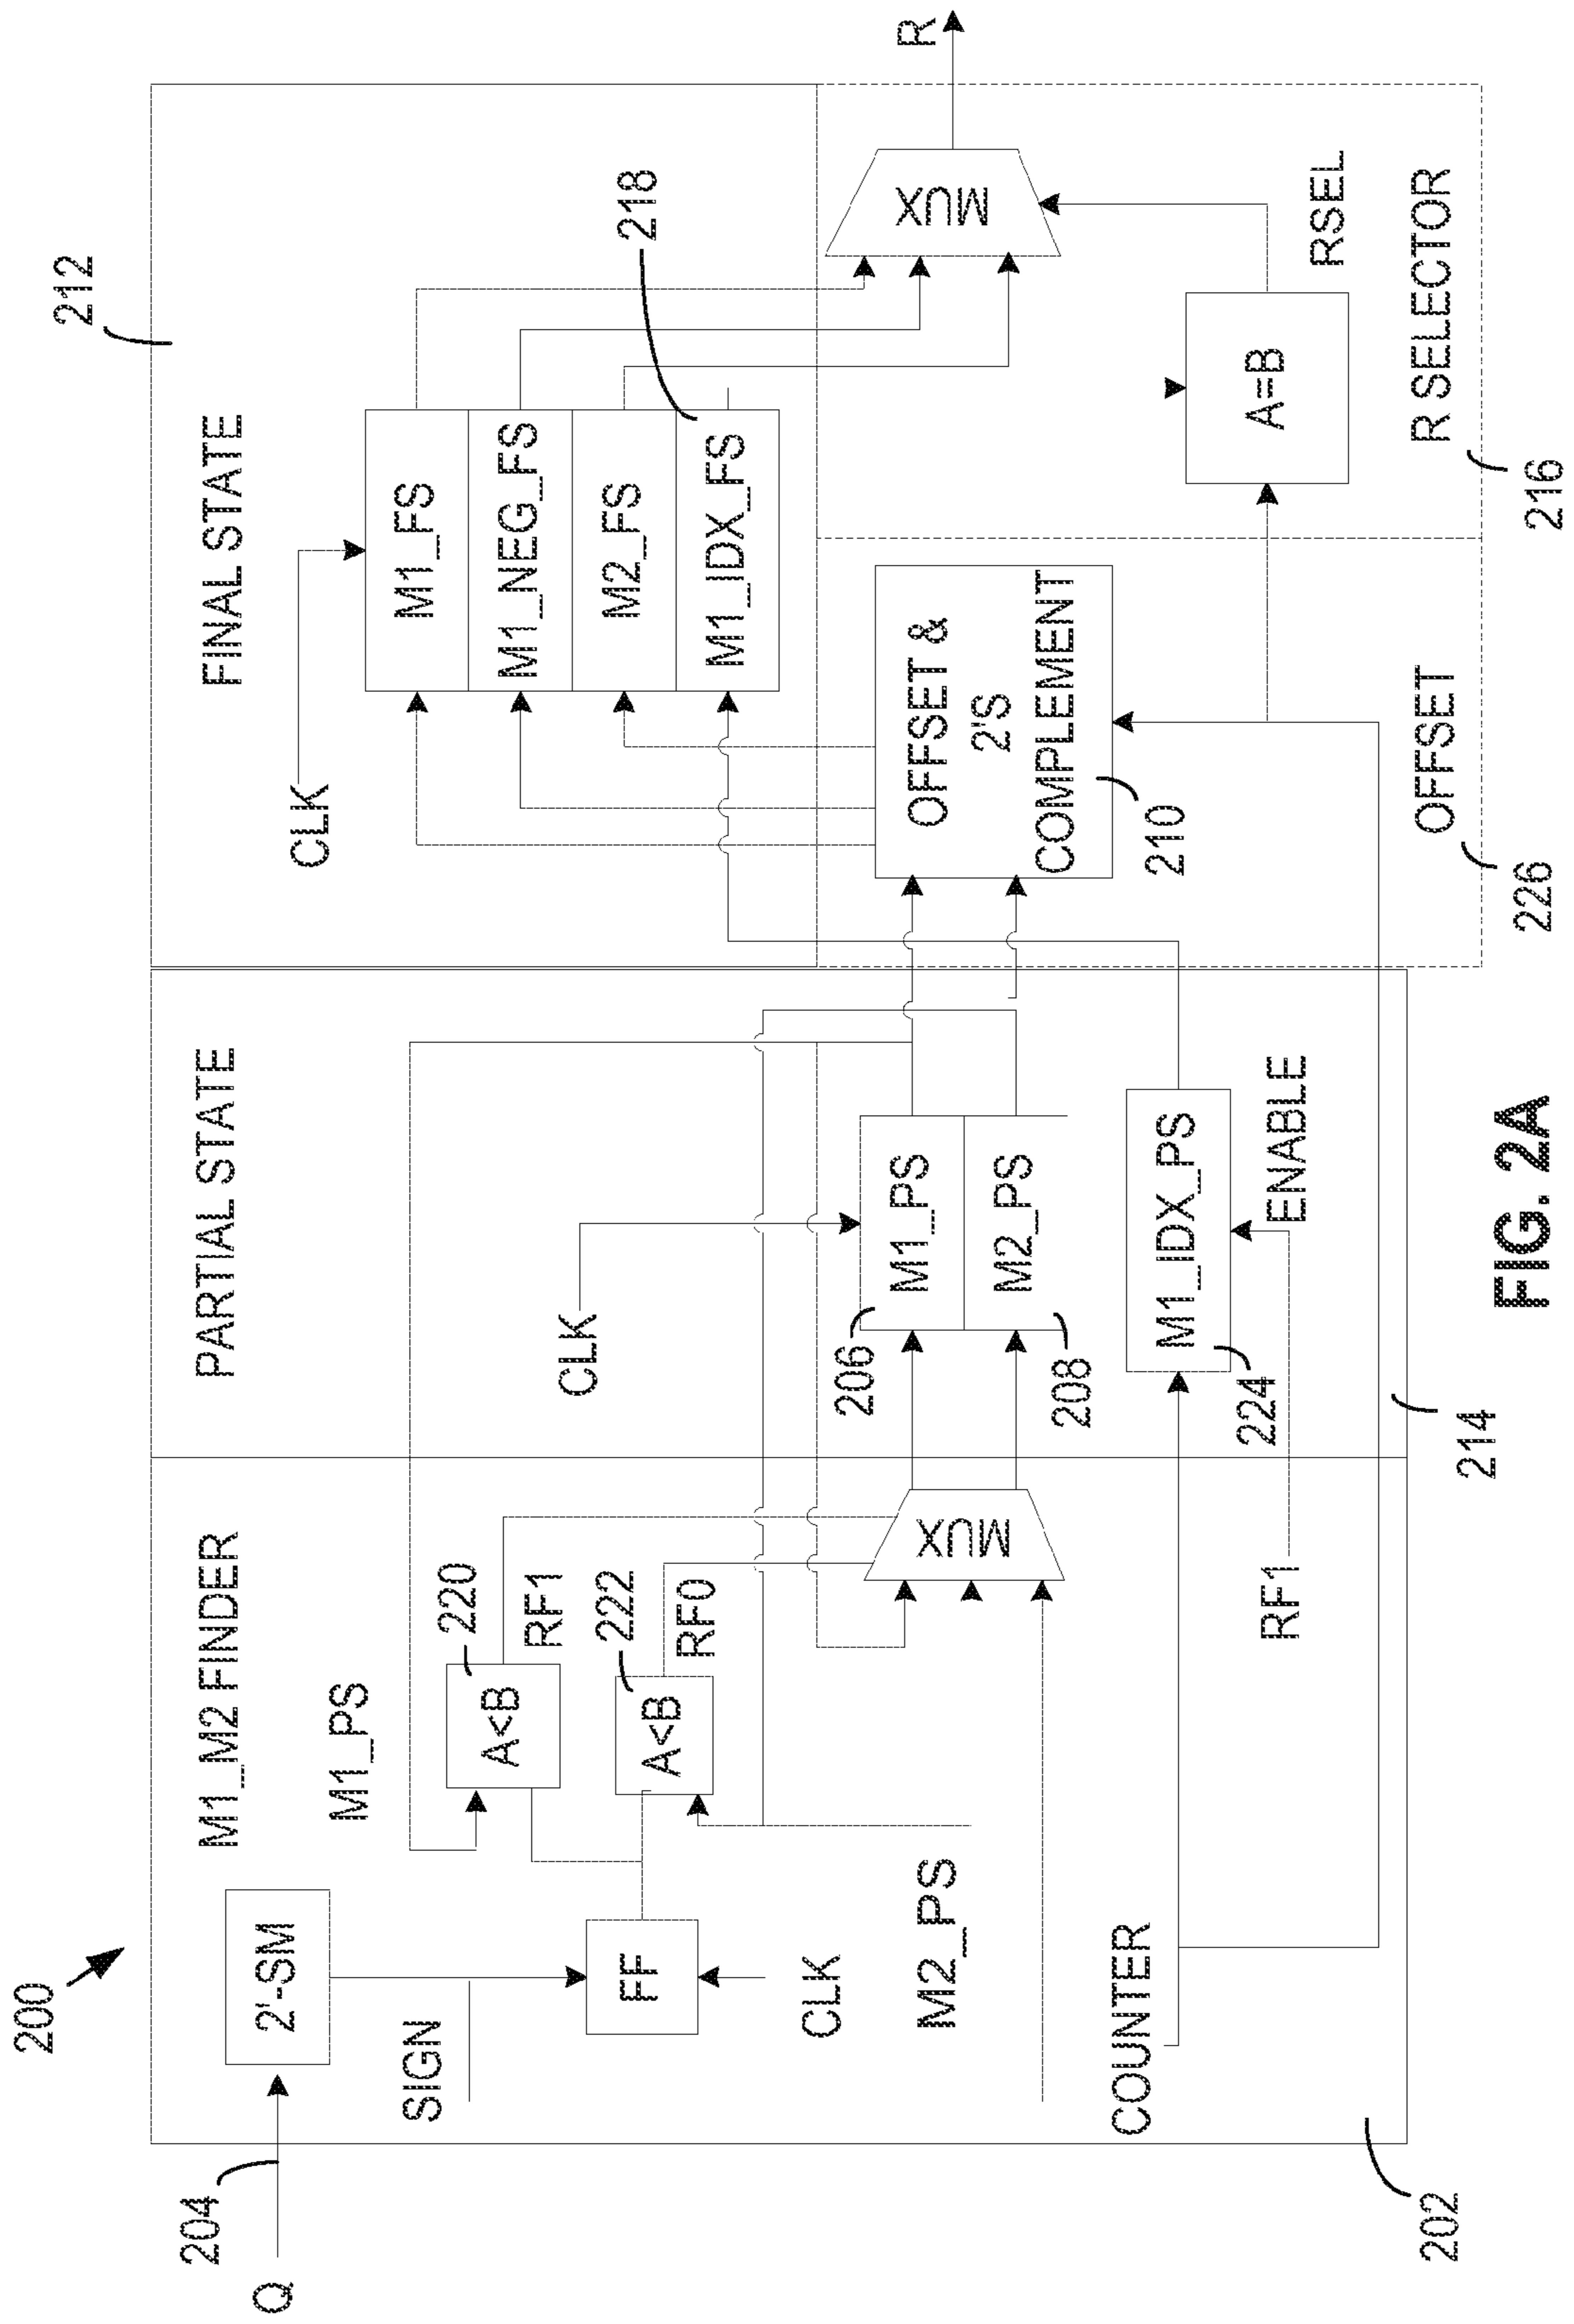 200
212
M1_M2 FINDER
PARTIAL STATE
FINAL STATE
204
Q
2'-SM
SIGN
FF
CLK
M1_PS
220
A<B
RF1
222
A<B
RF0
M2_PS
MUX
COUNTER
RF1
202
CLK
206
M1_PS
M2_PS
208
M1_IDX_PS
224
ENABLE
214
CLK
M1_FS
M1_NEG_FS
M2_FS
M1_IDX_FS
218
OFFSET &
2'S
COMPLEMENT
210
OFFSET
226
MUX
R
A=B
RSEL
R SELECTOR
216
FIG. 2A